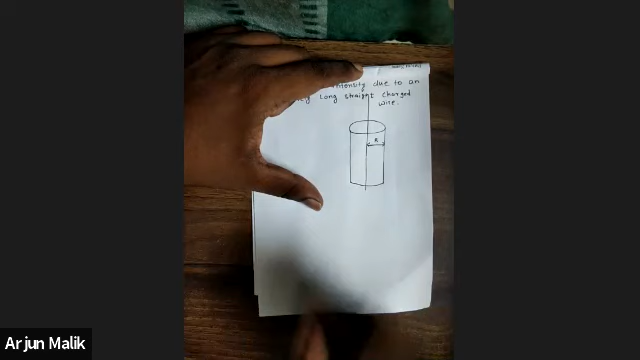 intensity due to an
long straight charged
wire.
R
Arjun Malik